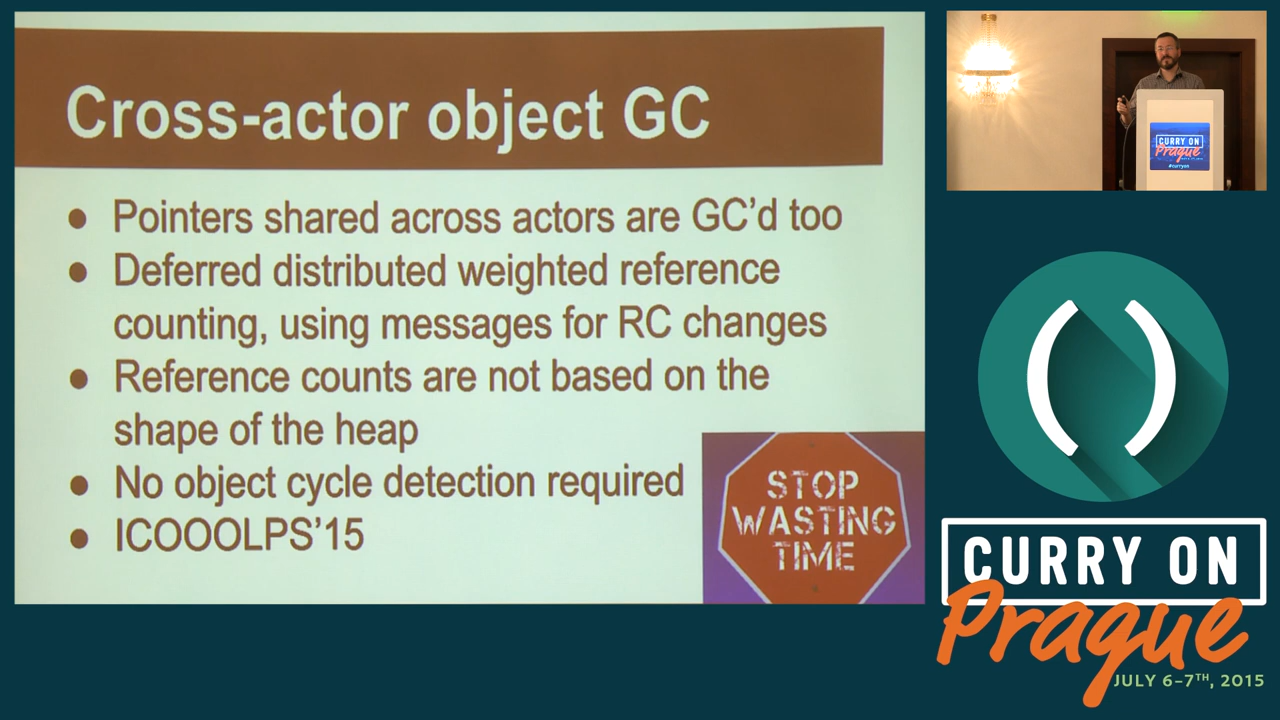 Cross-actor object GC
● Pointers shared across actors are GC’d too
● Deferred distributed weighted reference
counting, using messages for RC changes
● Reference counts are not based on the
shape of the heap
● No object cycle detection required
● ICOOOLPS’15
STOP
WASTING
TIME
CURRY ON
Prague
#curryon
( )
CURRY ON
Prague
JULY 6–7TH, 2015